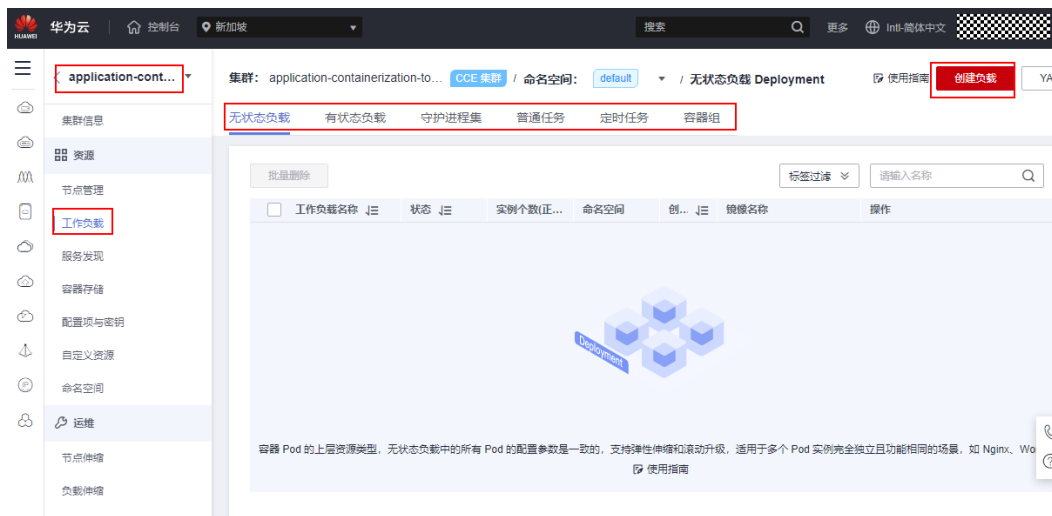 HUAWEI 华为云 控制台 新加坡 搜索 更多 Intl-简体中文
application-cont...
集群信息
资源
节点管理
工作负载
服务发现
容器存储
配置项与密钥
自定义资源
命名空间
运维
节点伸缩
负载伸缩
集群： application-containerization-to... CCE 集群 / 命名空间： default / 无状态负载 Deployment 使用指南 创建负载 YA
无状态负载 有状态负载 守护进程集 普通任务 定时任务 容器组
批量删除 标签过滤 请输入名称
工作负载名称 状态 实例个数(正... 命名空间 创... 镜像名称 操作
Deployment
容器 Pod 的上层资源类型，无状态负载中的所有 Pod 的配置参数是一致的，支持弹性伸缩和滚动升级，适用于多个 Pod 实例完全独立且功能相同的场景，如 Nginx、Wo
使用指南